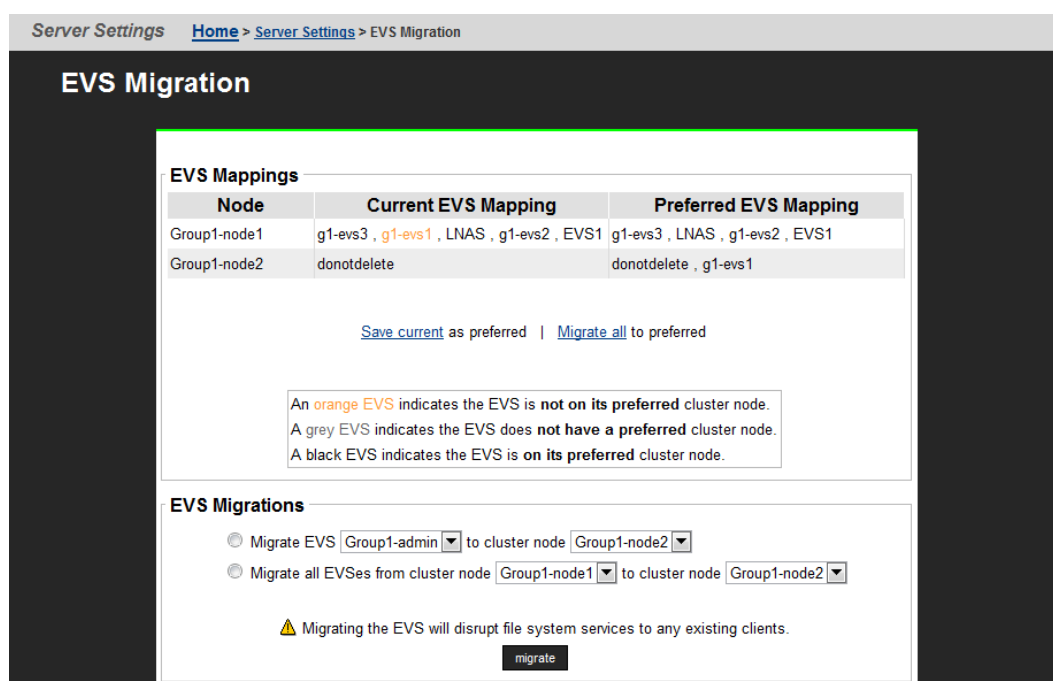 Server Settings Home > Server Settings > EVS Migration
EVS Migration
EVS Mappings
Node Current EVS Mapping Preferred EVS Mapping
Group1-node1 g1-evs3 , g1-evs1 , LNAS , g1-evs2 , EVS1 g1-evs3 , LNAS , g1-evs2 , EVS1
Group1-node2 donotdelete donotdelete , g1-evs1
Save current as preferred | Migrate all to preferred
An orange EVS indicates the EVS is not on its preferred cluster node.
A grey EVS indicates the EVS does not have a preferred cluster node.
A black EVS indicates the EVS is on its preferred cluster node.
EVS Migrations
Migrate EVS Group1-admin to cluster node Group1-node2
Migrate all EVSes from cluster node Group1-node1 to cluster node Group1-node2
Migrating the EVS will disrupt file system services to any existing clients.
migrate